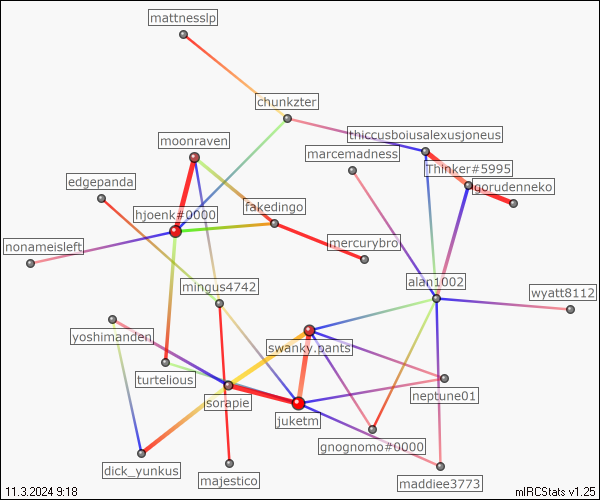 mattnesslp
chunkzter
thiccusboiusalexusjoneus
moonraven
marcemadness
Thinker#5995
edgepanda
gorudenneko
fakedingo
hjoenk#0000
nonameisleft
mercurybro
alan1002
mingus4742
wyatt8112
yoshimanden
swanky.pants
turtelious
neptune01
sorapie
juketm
gnognomo#0000
dick_yunkus
majestico
maddiee3773
11.3.2024 9:18
mIRCStats v1.25